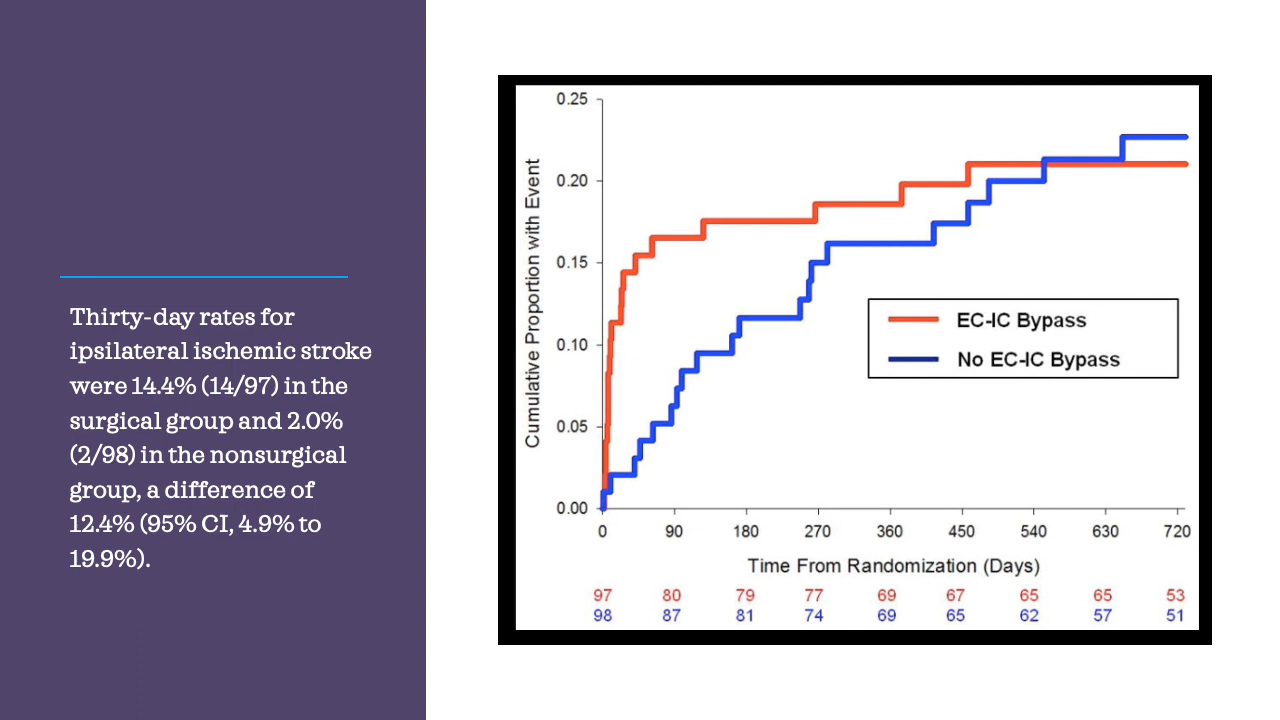 Thirty-day rates for
ipsilateral ischemic stroke
were 14.4% (14/97) in the
surgical group and 2.0%
(2/98) in the nonsurgical
group, a difference of
12.4% (95% CI, 4.9% to
19.9%).
Cumulative Proportion with Event
0.25
0.20
0.15
0.10
0.05
0.00
EC-IC Bypass
No EC-IC Bypass
0 90 180 270 360 450 540 630 720
Time From Randomization (Days)
97 80 79 77 69 67 65 65 53
98 87 81 74 69 65 62 57 51